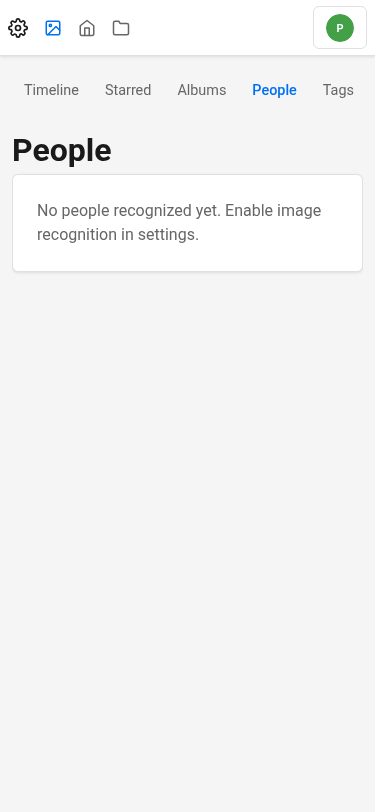 P
Timeline Starred Albums People Tags
People
No people recognized yet. Enable image
recognition in settings.